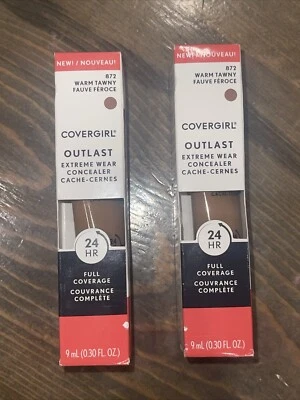 NEW! / NOUVEAU!
872
WARM TAWNY
FAUVE FÉROCE
COVERGIRL®
OUTLAST
EXTREME WEAR
CONCEALER
CACHE-CERNES
24
HR
FULL
COVERAGE
COUVRANCE
COMPLÈTE
9 mL (0.30 FL. OZ.)
NEW! / NOUVEAU!
872
WARM TAWNY
FAUVE FÉROCE
COVERGIRL®
OUTLAST
EXTREME WEAR
CONCEALER
CACHE-CERNES
24
HR
FULL
COVERAGE
COUVRANCE
COMPLÈTE
9 mL (0.30 FL. OZ.)